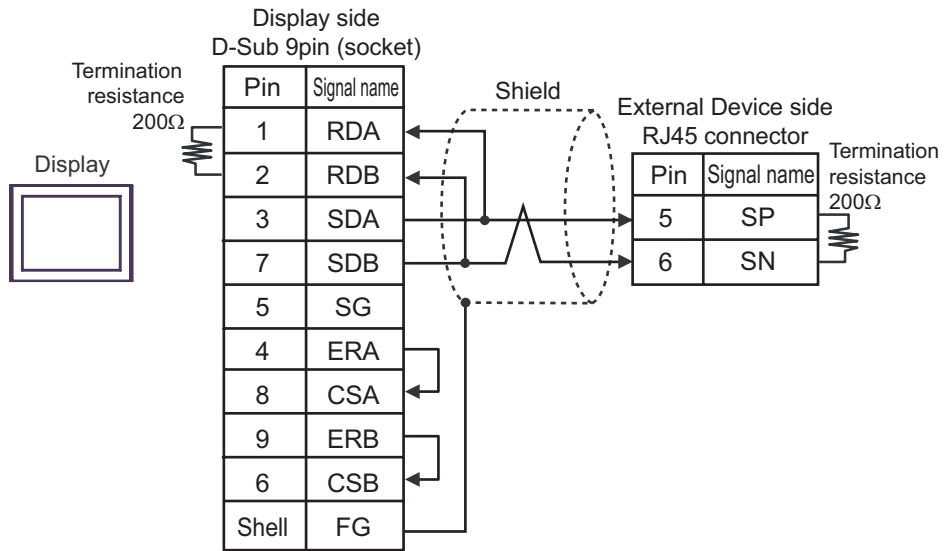 Display side
D-Sub 9pin (socket)
Termination
resistance
200Ω
Display
Pin Signal name
1 RDA
2 RDB
3 SDA
7 SDB
5 SG
4 ERA
8 CSA
9 ERB
6 CSB
Shell FG
Shield
External Device side
RJ45 connector
Pin Signal name
5 SP
6 SN
Termination
resistance
200Ω